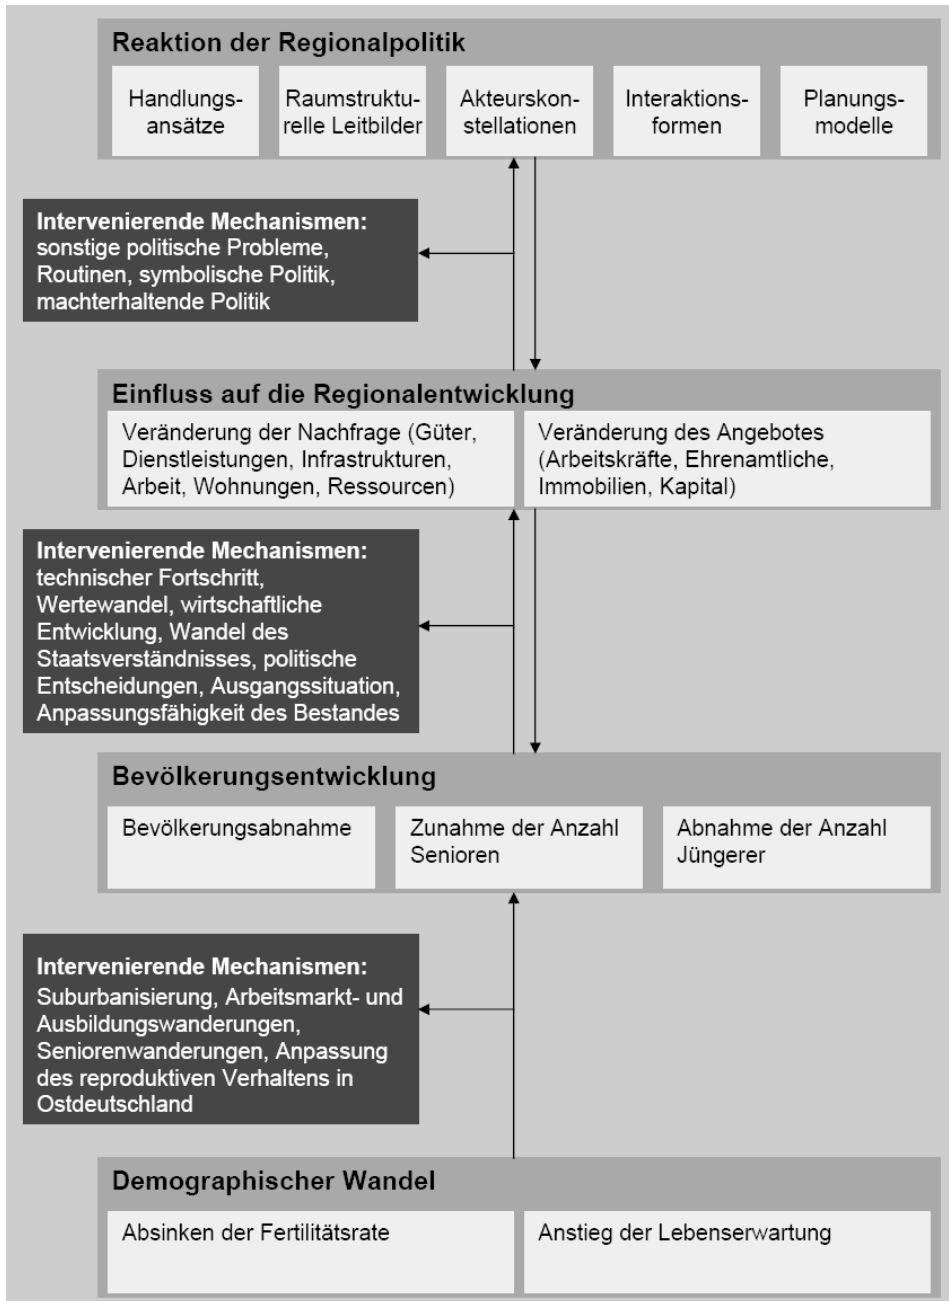 Reaktion der Regionalpolitik
Handlungs-
ansätze
Raumstruktu-
relle Leitbilder
Akteurskon-
stellationen
Interaktions-
formen
Planungs-
modelle
Intervenierende Mechanismen:
sonstige politische Probleme,
Routinen, symbolische Politik,
machterhaltende Politik
Einfluss auf die Regionalentwicklung
Veränderung der Nachfrage (Güter,
Dienstleistungen, Infrastrukturen,
Arbeit, Wohnungen, Ressourcen)
Veränderung des Angebotes
(Arbeitskräfte, Ehrenamtliche,
Immobilien, Kapital)
Intervenierende Mechanismen:
technischer Fortschritt,
Wertewandel, wirtschaftliche
Entwicklung, Wandel des
Staatsverständnisses, politische
Entscheidungen, Ausgangssituation,
Anpassungsfähigkeit des Bestandes
Bevölkerungsentwicklung
Bevölkerungsabnahme
Zunahme der Anzahl
Senioren
Abnahme der Anzahl
Jüngerer
Intervenierende Mechanismen:
Suburbanisierung, Arbeitsmarkt- und
Ausbildungswanderungen,
Seniorenwanderungen, Anpassung
des reproduktiven Verhaltens in
Ostdeutschland
Demographischer Wandel
Absinken der Fertilitätsrate
Anstieg der Lebenserwartung